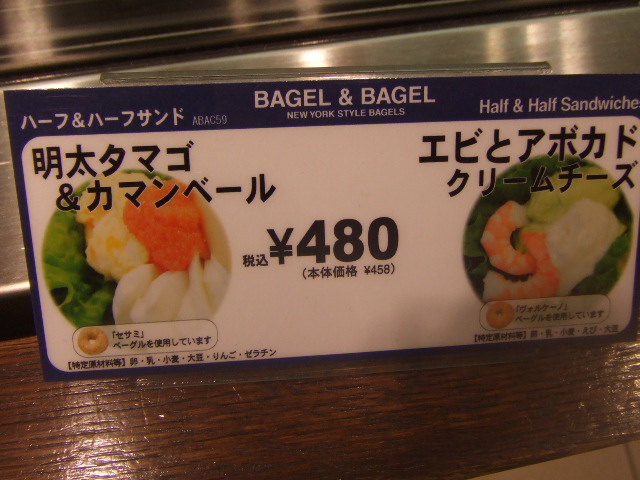 BAGEL & BAGEL
NEW YORK STYLE BAGELS
ハーフ&ハーフサンド ABAC59
Half & Half Sandwiche
明太タマゴ
&カマンベール
エビとアボカド
クリームチーズ
税込¥480
(本体価格 ¥458)
「セサミ」
ベーグルを使用しています
【特定原材料等】卵・乳・小麦・大豆・りんご・ゼラチン
「ヴォルケーノ」
ベーグルを使用しています
【特定原材料等】卵・乳・小麦・えび・大豆